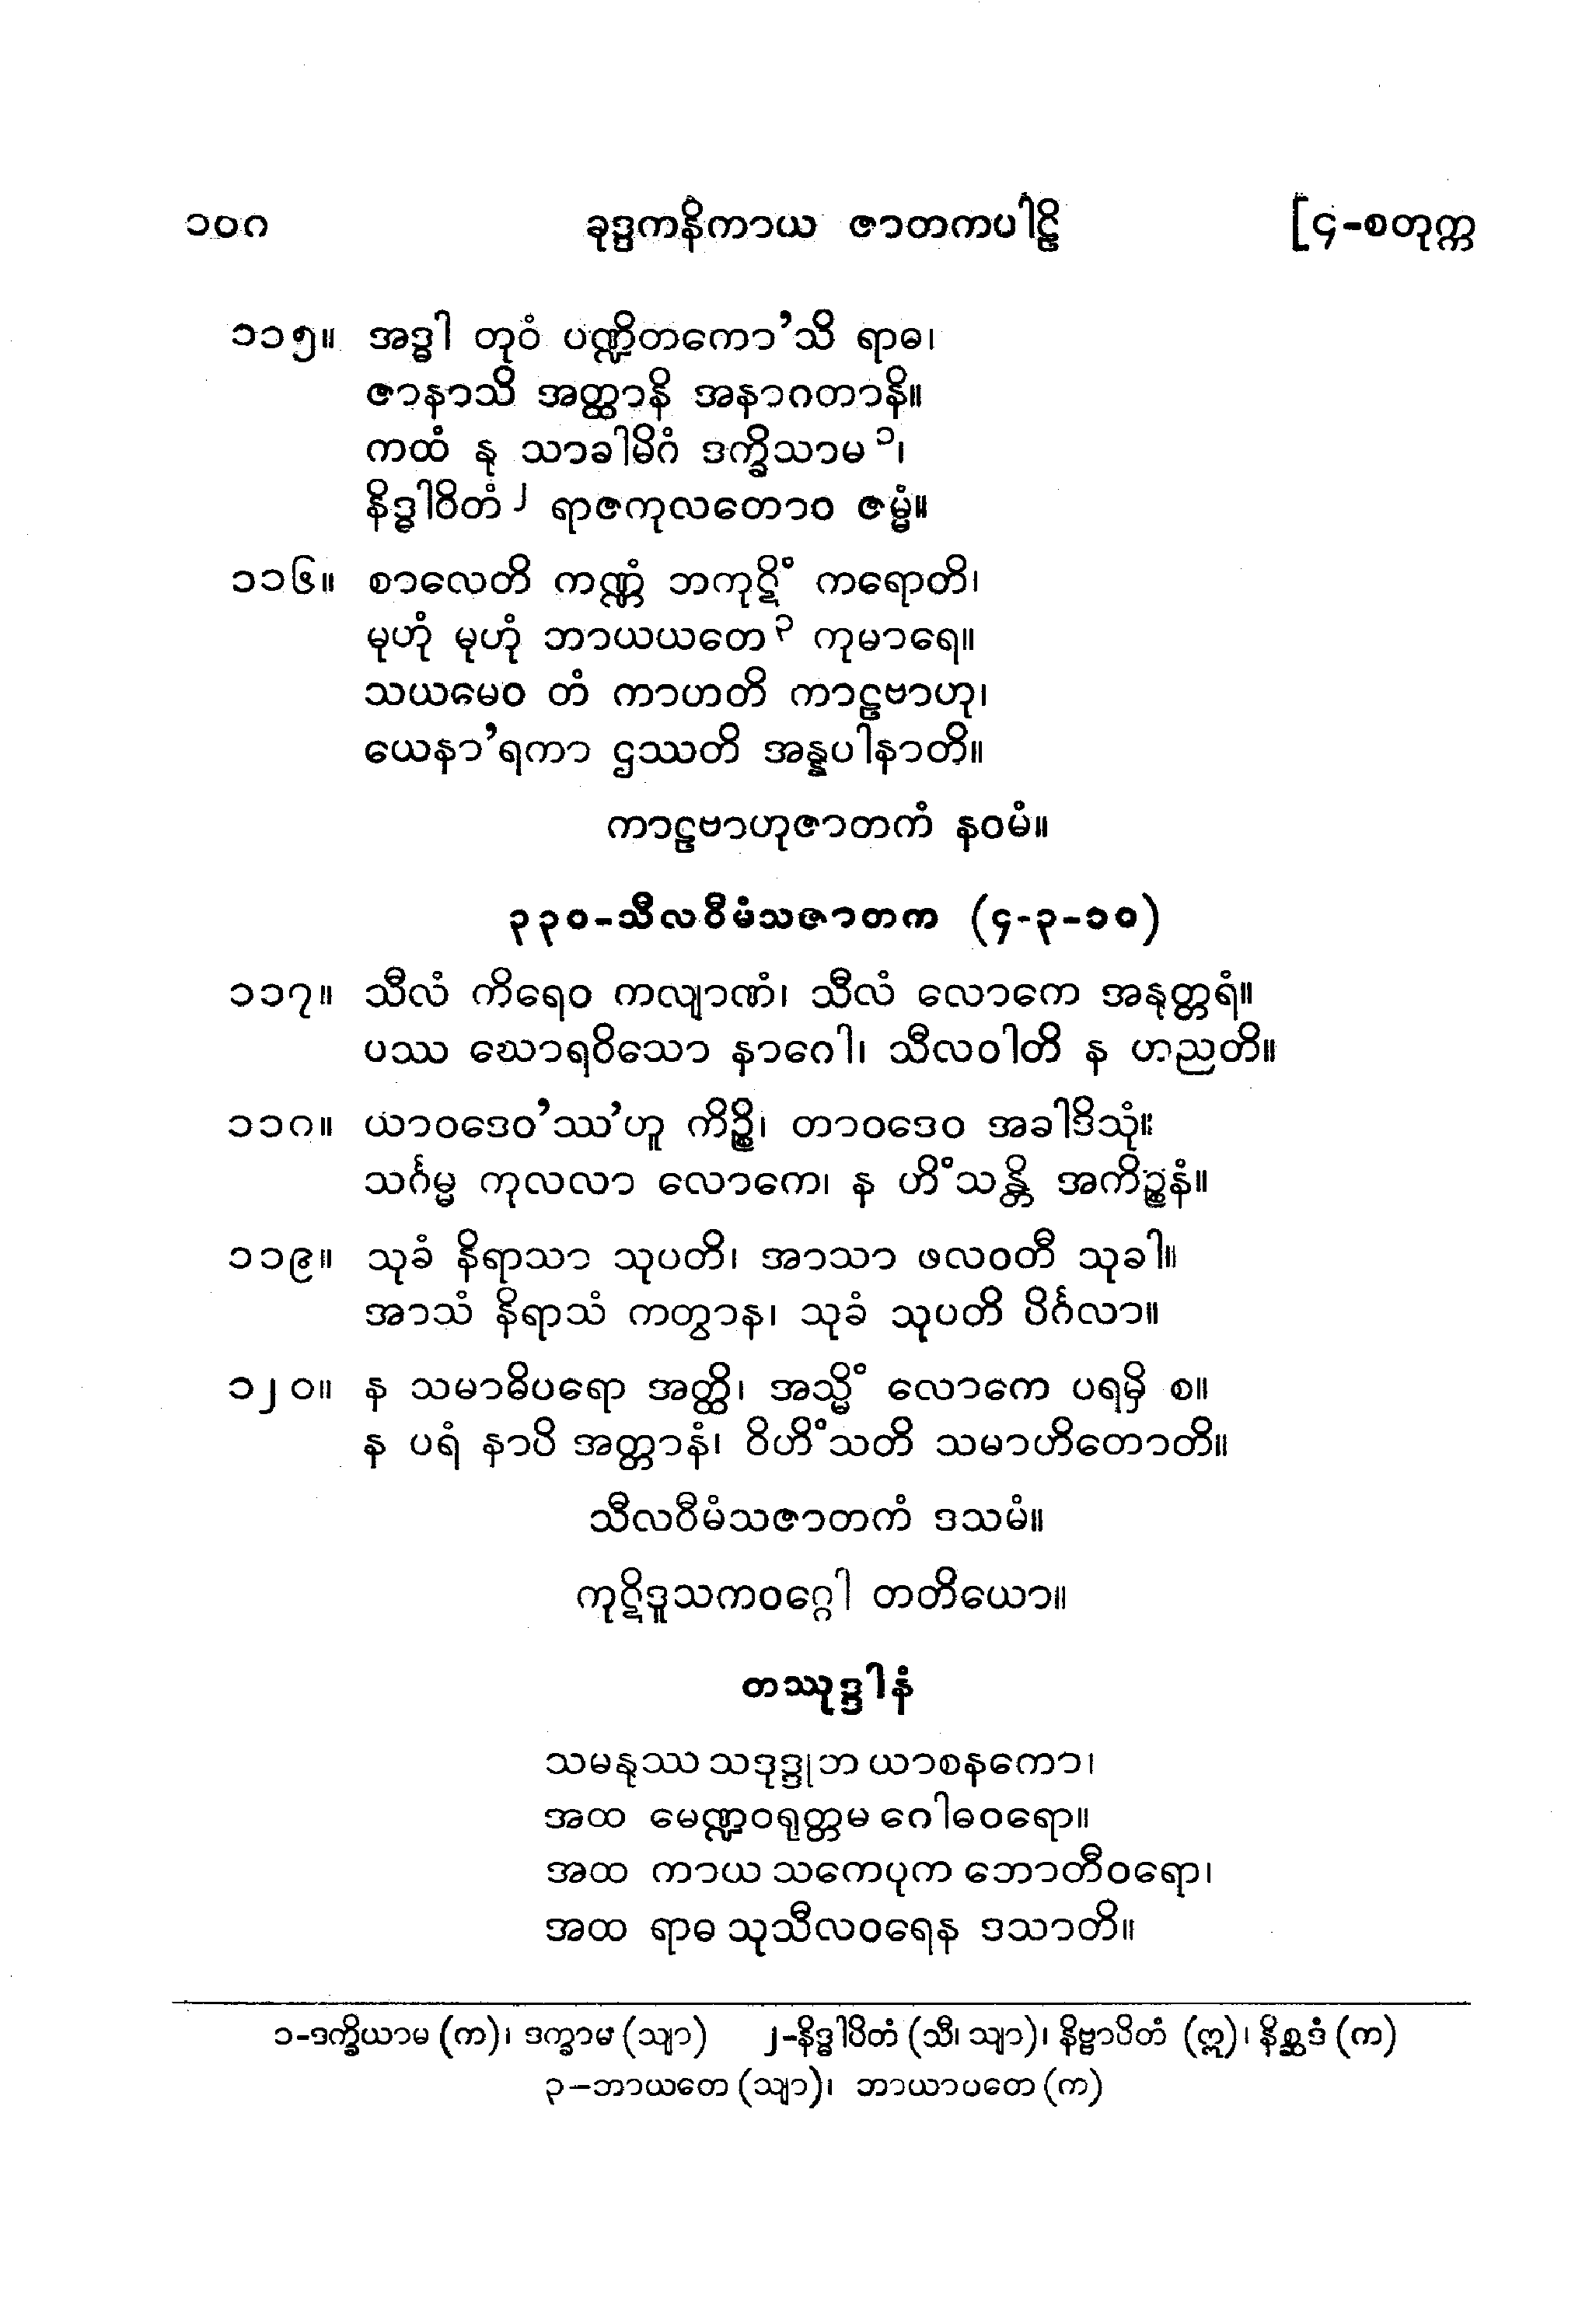 ၁၀၈ ခုဒ္ဒကနိကာယ ဇာတကပါဠိ [၄-စတုက္က
၁၁၅။ အဒ္ဓါ တုဝံ ပဏ္ဍိတကော’သိ ရာဓ၊
ဇာနာသိ အတ္ထာနိ အနာဂတာနိ။
ကထံ နု သာခါမိဂံ ဒက္ခိသာမ ၁၊
နိဒ္ဓါဝိတံ ၂ ရာဇကုလတောဝ ဇမ္မံ။
၁၁၆။ စာလေတိ ကဏ္ဏံ ဘကုဋိံ ကရောတိ၊
မုဟုံ မုဟုံ ဘာယယတေ ၃ ကုမာရေ။
သယမေဝ တံ ကာဟတိ ကာဠဗာဟု၊
ယေနာ’ရကာ ဌဿတိ အန္နပါနာတိ။
ကာဠဗာဟုဇာတကံ နဝမံ။
၃၃၀-သီလဝီမံသဇာတက (၄-၃-၁၀)
၁၁၇။ သီလံ ကိရေဝ ကလျာဏံ၊ သီလံ လောကေ အနုတ္တရံ။
ပဿ ဃောရဝိသော နာဂေါ၊ သီလဝါတိ န ဟညတိ။
၁၁၈။ ယာဝဒေဝ’ဿ’ဟူ ကိဉ္စိ၊ တာဝဒေဝ အခါဒိသုံ။
သင်္ဂမ္မ ကုလလာ လောကေ၊ န ဟိံသန္တိ အကိဉ္စနံ။
၁၁၉။ သုခံ နိရာသာ သုပတိ၊ အာသာ ဖလဝတီ သုခါ။
အာသံ နိရာသံ ကတွာန၊ သုခံ သုပတိ ပိင်္ဂလာ။
၁၂၀။ န သမာဓိပရော အတ္ထိ၊ အသ္မိံ လောကေ ပရမှိ စ။
န ပရံ နာပိ အတ္တာနံ၊ ဝိဟိံသတိ သမာဟိတောတိ။
သီလဝီမံသဇာတကံ ဒသမံ။
ကုဋိဒူသကဝဂ္ဂေါ တတိယော။
တဿုဒ္ဒါနံ
သမနုဿ သဒုဒ္ဒုဘ ယာစနကော၊
အထ မေဏ္ဍဝရုတ္တမ ဂေါဓဝရော။
အထ ကာယ သကေပုက ဘောတီဝရော၊
အထ ရာဓ သုသီလဝရေန ဒသာတိ။
၁-ဒက္ခိယာမ (က)၊ ဒက္ခာမ (သျာ) ၂-နိဒ္ဓါပိတံ (သီ၊ သျာ)၊ နိဗ္ဗာပိတံ (ဣ)၊ နိစ္ဆဒံ (က)
၃-ဘာယတေ (သျာ)၊ ဘာယာပတေ (က)